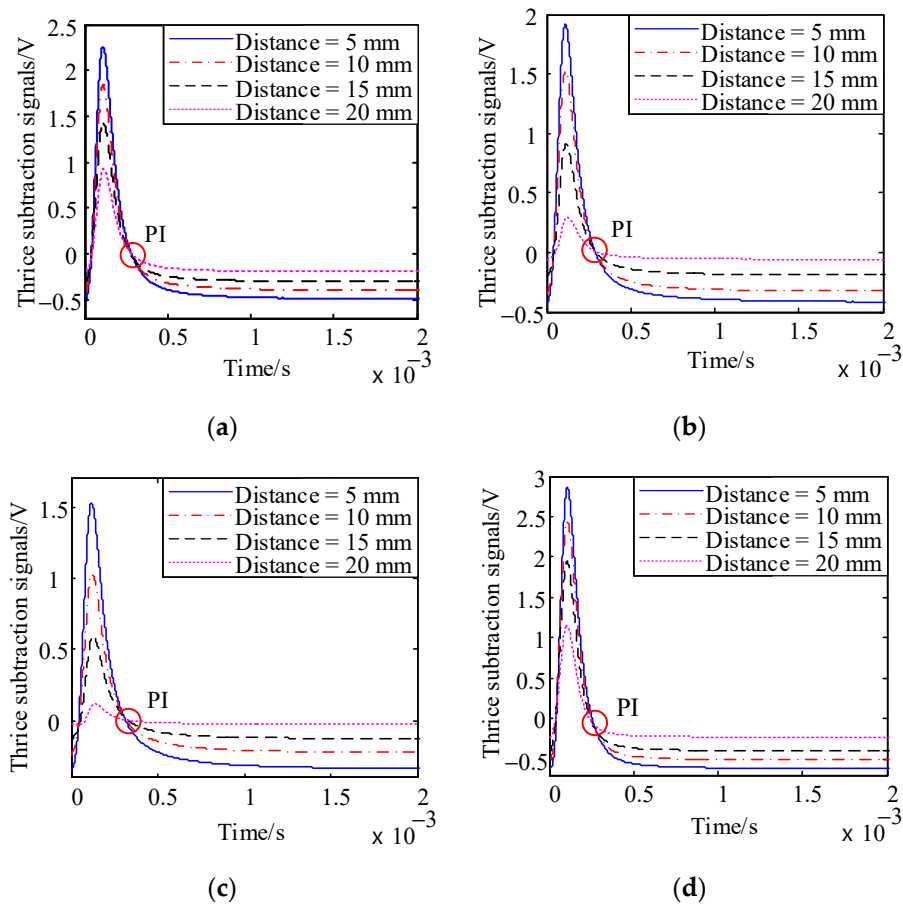 Thrice subtraction signals/V
2.5
2
1.5
1
0.5
0
−0.5
Distance = 5 mm
Distance = 10 mm
Distance = 15 mm
Distance = 20 mm
PI
0 0.5 1 1.5 2
Time/s
x 10⁻³
(a)
Thrice subtraction signals/V
2
1.5
1
0.5
0
−0.5
Distance = 5 mm
Distance = 10 mm
Distance = 15 mm
Distance = 20 mm
PI
0 0.5 1 1.5 2
Time/s
x 10⁻³
(b)
Thrice subtraction signals/V
1.5
1
0.5
0
Distance = 5 mm
Distance = 10 mm
Distance = 15 mm
Distance = 20 mm
PI
0 0.5 1 1.5 2
Time/s
x 10⁻³
(c)
Thrice subtraction signals/V
3
2.5
2
1.5
1
0.5
0
−0.5
Distance = 5 mm
Distance = 10 mm
Distance = 15 mm
Distance = 20 mm
PI
0 0.5 1 1.5 2
Time/s
x 10⁻³
(d)